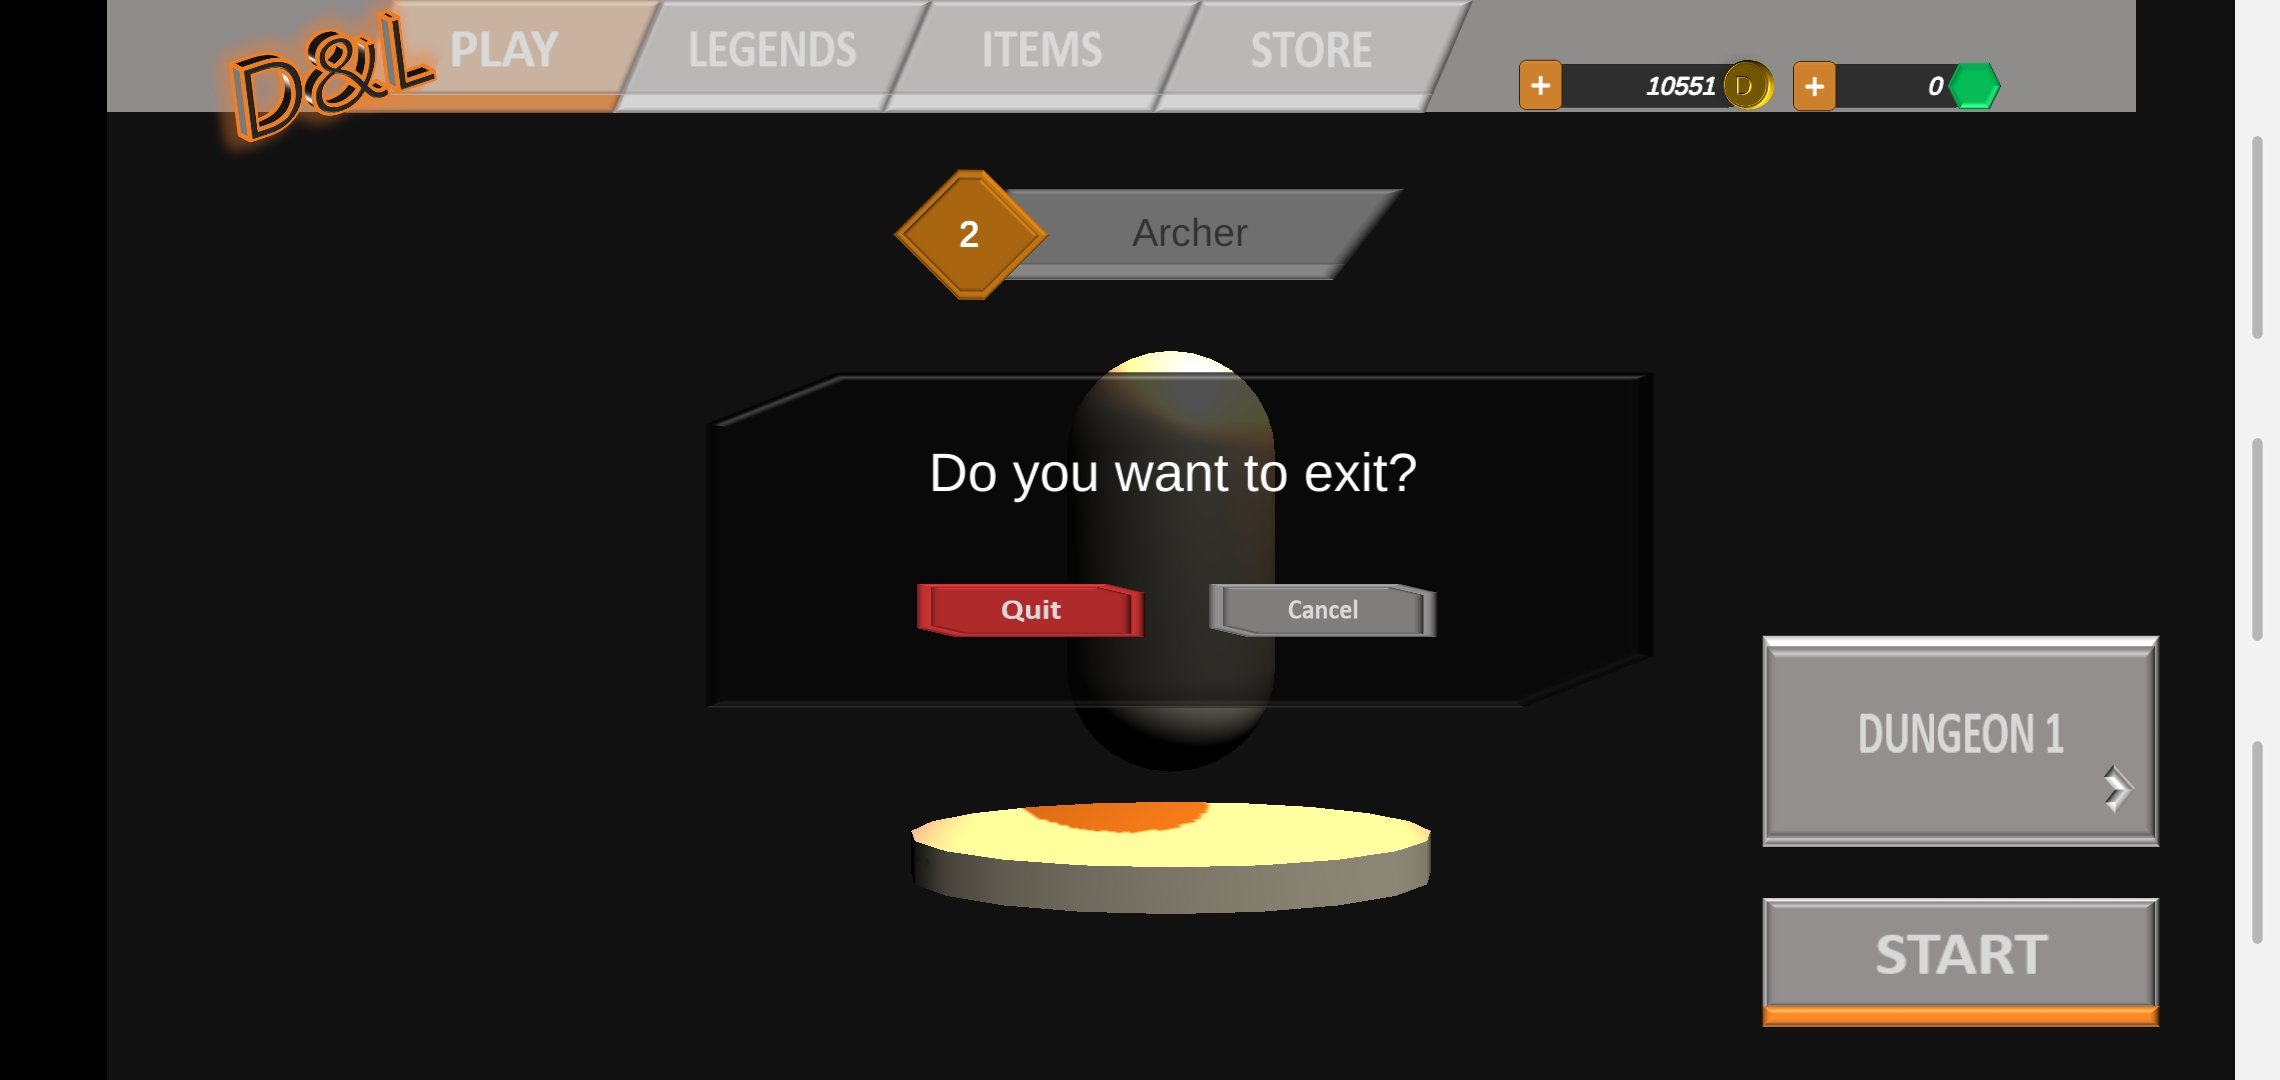 D&L
PLAY
LEGENDS
ITEMS
STORE
+ 10551 D
+ 0
2
Archer
Do you want to exit?
Quit
Cancel
DUNGEON 1
START